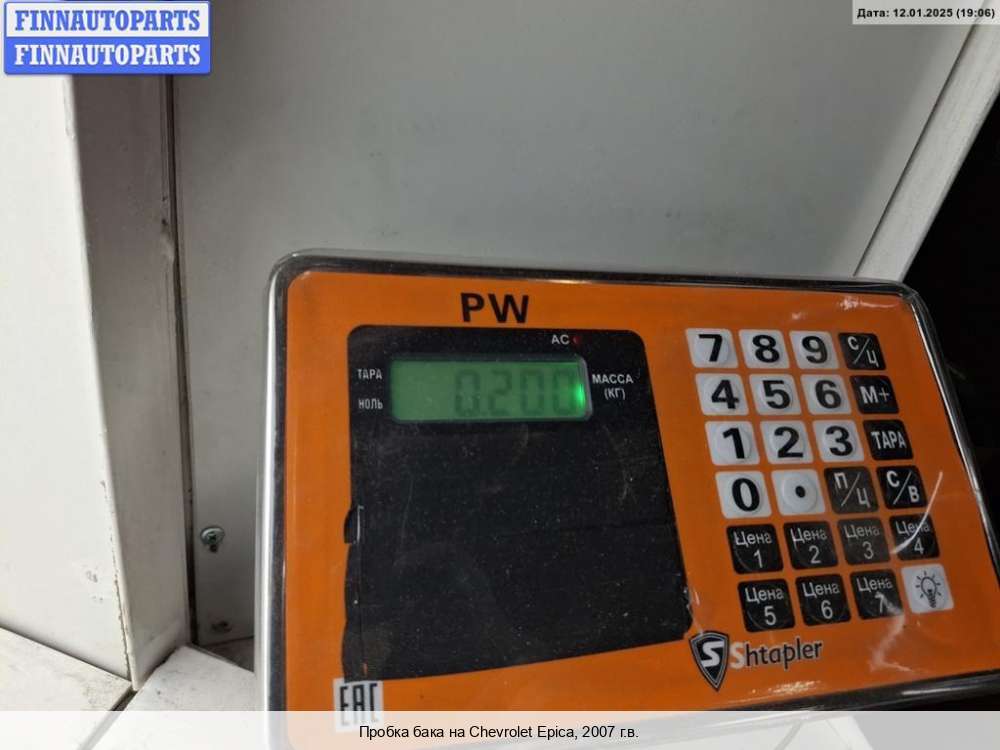 FINNAUTOPARTS
FINNAUTOPARTS
Дата: 12.01.2025 (19:06)
PW
AC
ТАРА
НОЛЬ
0.200
МАССА
(КГ)
7 8 9 С/Ц
4 5 6 М+
1 2 3 ТАРА
0 • П/Ц С/В
Цена 1 Цена 2 Цена 3 Цена 4
Цена 5 Цена 6 Цена 7
S Shtapler
EAC
Пробка бака на Chevrolet Epica, 2007 г.в.